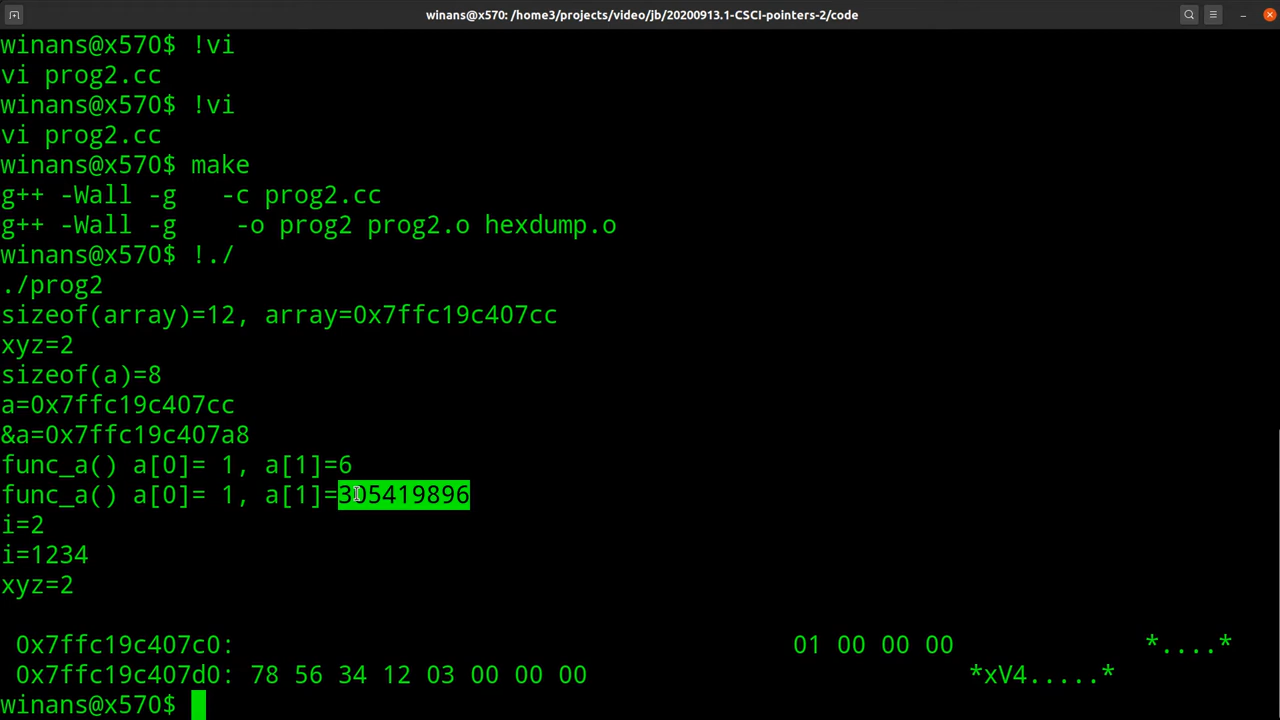 winans@x570: /home3/projects/video/jb/20200913.1-CSCI-pointers-2/code
winans@x570$ !vi
vi prog2.cc
winans@x570$ !vi
vi prog2.cc
winans@x570$ make
g++ -Wall -g   -c prog2.cc
g++ -Wall -g    -o prog2 prog2.o hexdump.o
winans@x570$ !./
./prog2
sizeof(array)=12, array=0x7ffc19c407cc
xyz=2
sizeof(a)=8
a=0x7ffc19c407cc
&a=0x7ffc19c407a8
func_a() a[0]= 1, a[1]=6
func_a() a[0]= 1, a[1]=305419896
i=2
i=1234
xyz=2
0x7ffc19c407c0:                                      01 00 00 00             *....*
0x7ffc19c407d0: 78 56 34 12 03 00 00 00                          *xV4.....*
winans@x570$